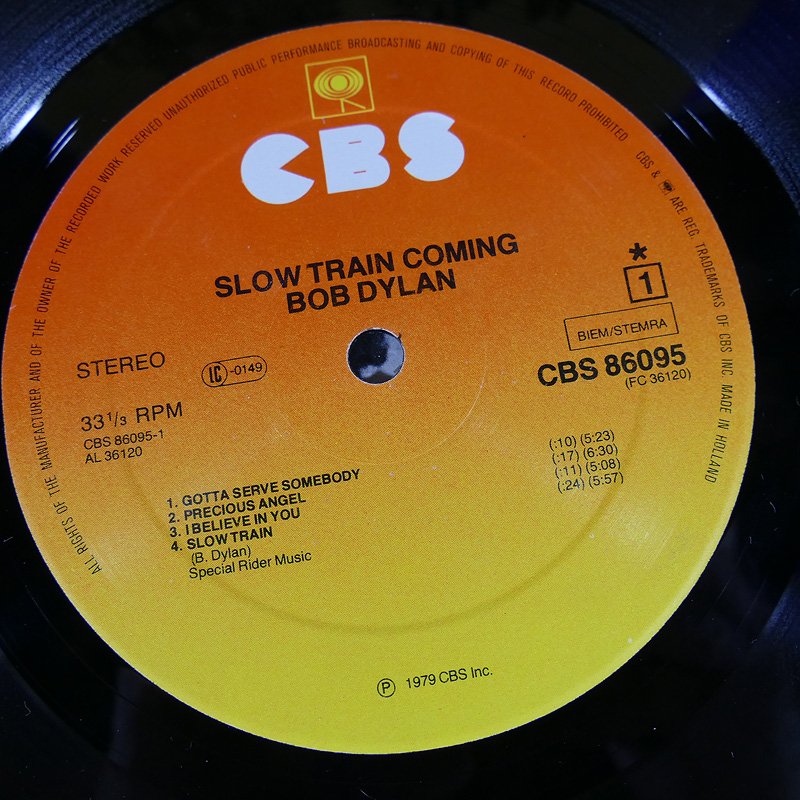 ALL RIGHTS OF THE MANUFACTURER AND OF THE OWNER OF THE RECORDED WORK RESERVED UNAUTHORIZED PUBLIC PERFORMANCE BROADCASTING AND COPYING OF THIS RECORD PROHIBITED
CBS & ARE REG. TRADEMARKS OF CBS INC. MADE IN HOLLAND
CBS
SLOW TRAIN COMING
BOB DYLAN
*
1
STEREO
IC -0149
BIEM/STEMRA
CBS 86095
(FC 36120)
33 1/3 RPM
CBS 86095-1
AL 36120
1. GOTTA SERVE SOMEBODY (:10) (5:23)
2. PRECIOUS ANGEL (:17) (6:30)
3. I BELIEVE IN YOU (:11) (5:08)
4. SLOW TRAIN (:24) (5:57)
(B. Dylan)
Special Rider Music
℗ 1979 CBS Inc.